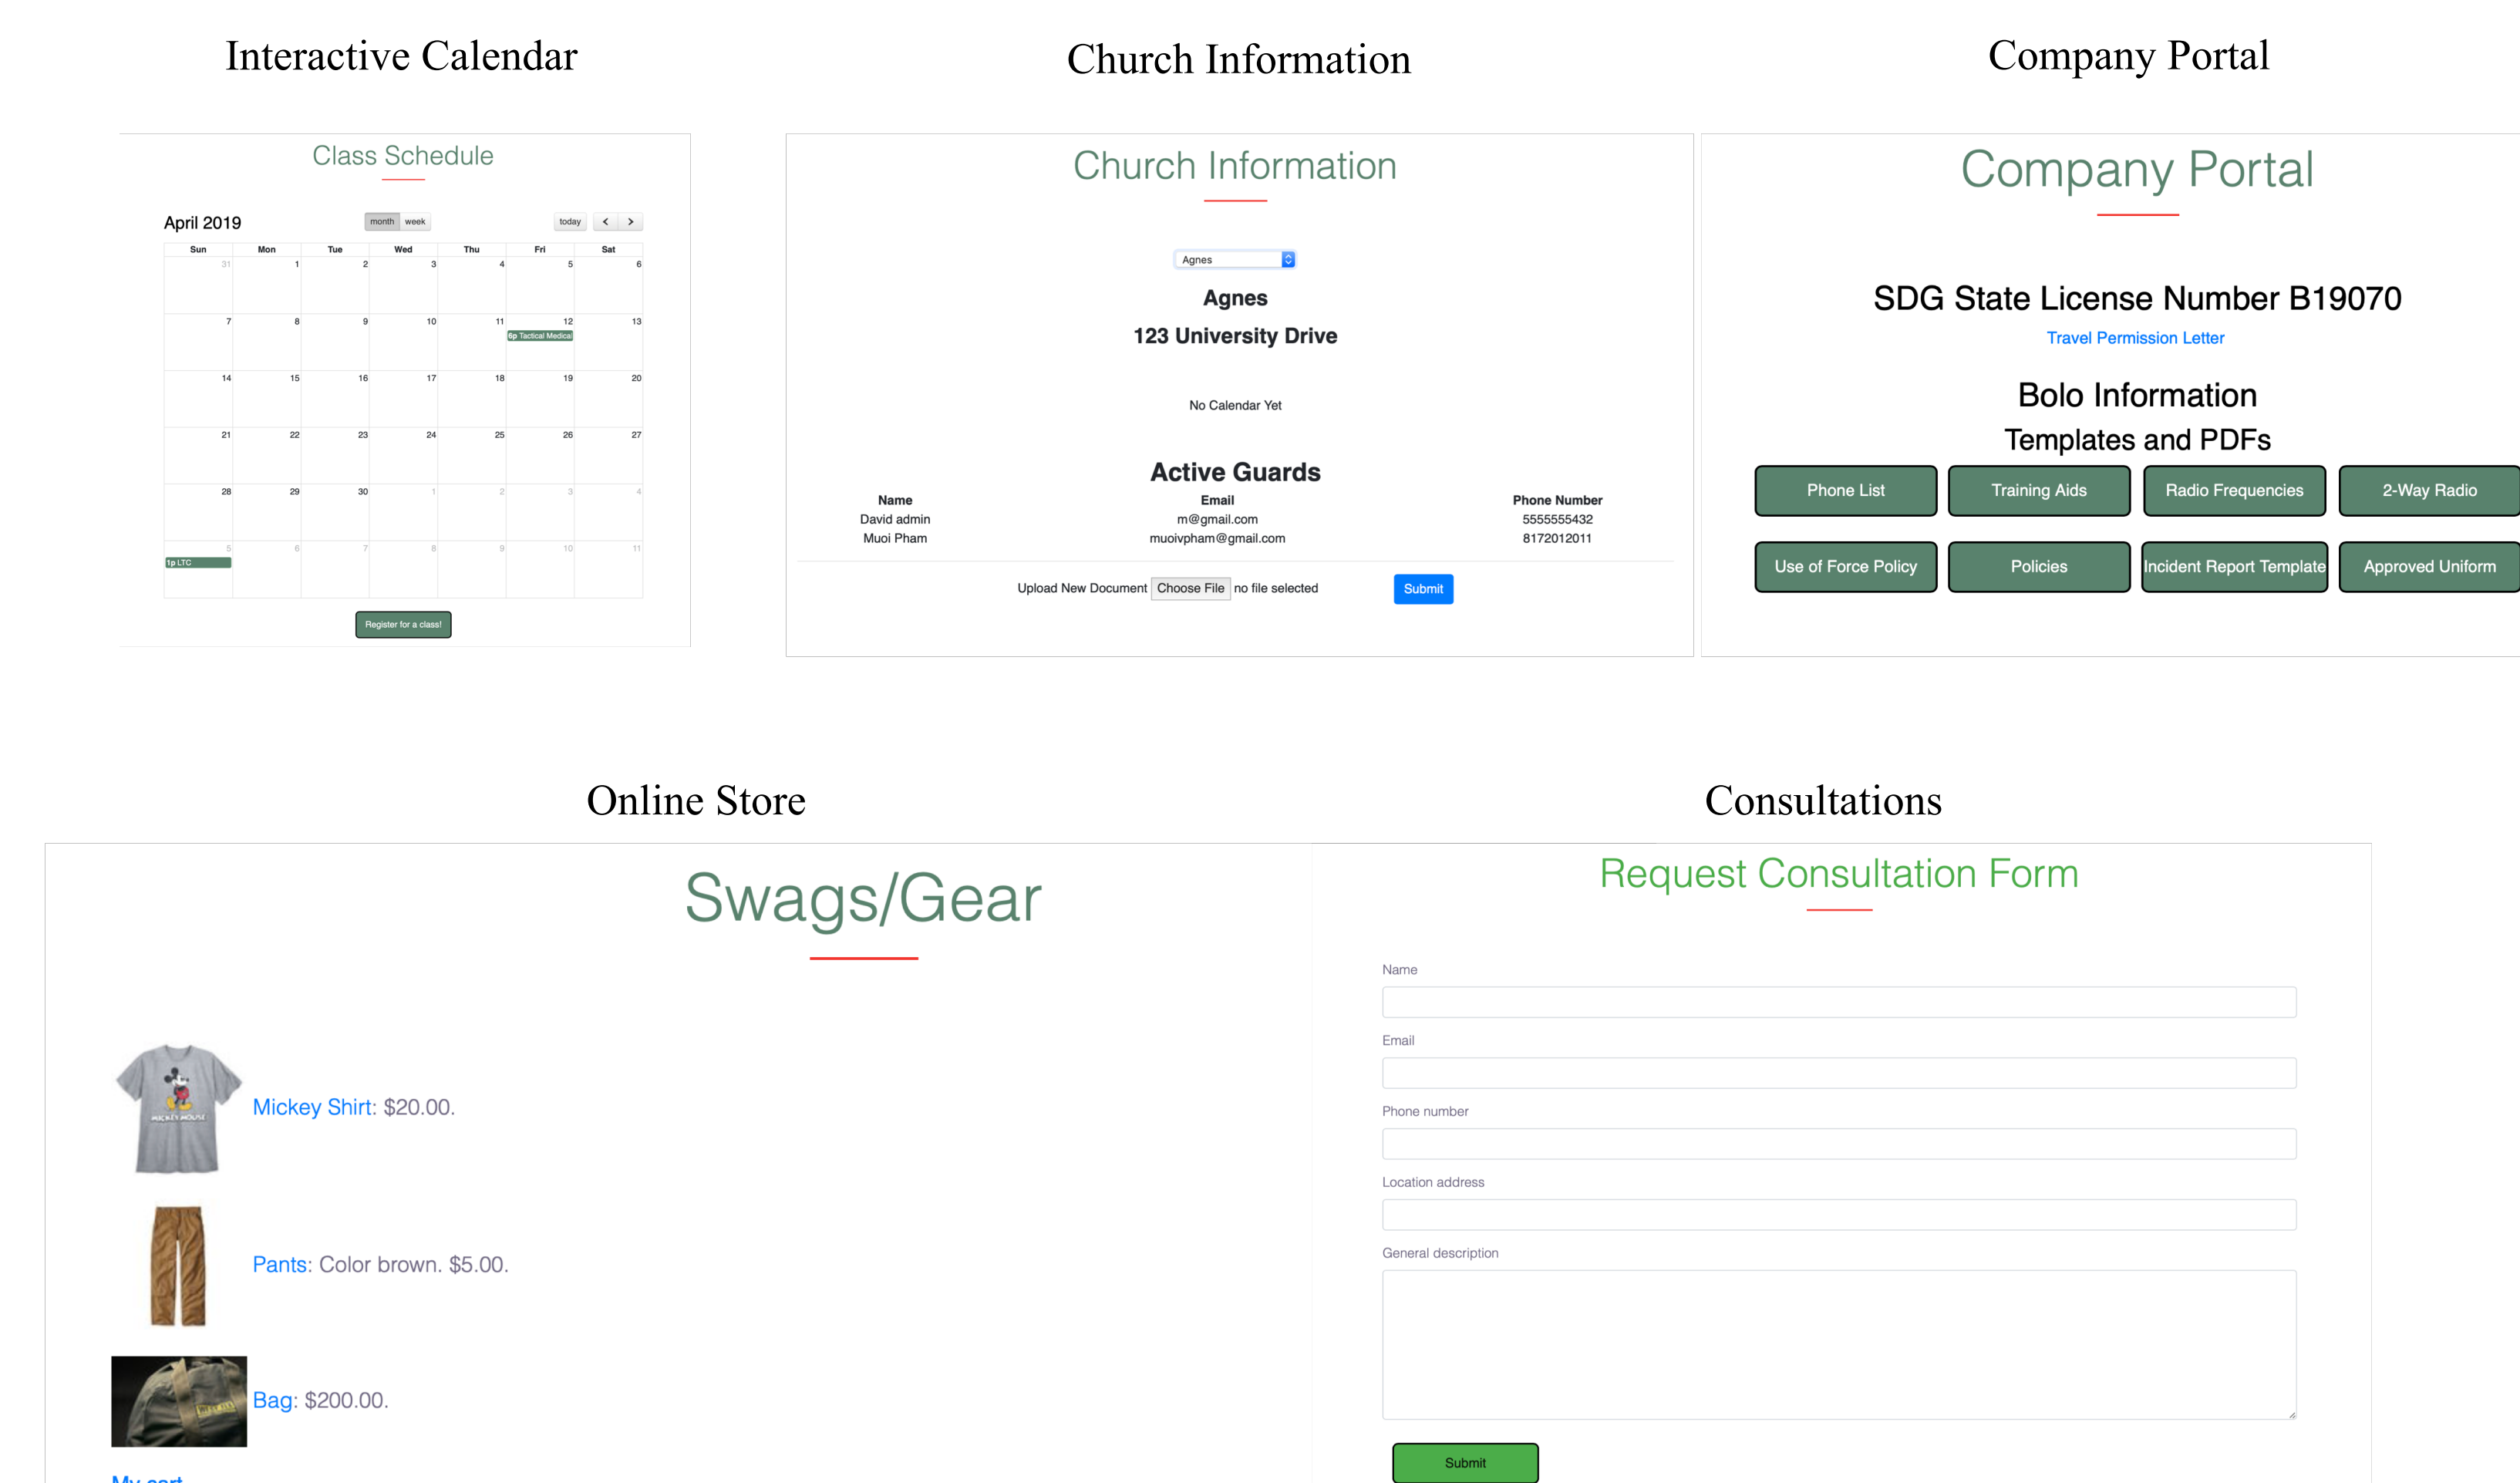 Interactive Calendar
Church Information
Company Portal
Class Schedule
April 2019
month week
today
Sun Mon Tue Wed Thu Fri Sat
31 1 2 3 4 5 6
7 8 9 10 11 12 13
6p Tactical Medical
14 15 16 17 18 19 20
21 22 23 24 25 26 27
28 29 30 1 2 3 4
5 6 7 8 9 10 11
1p LTC
Register for a class!
Church Information
Agnes
Agnes
123 University Drive
No Calendar Yet
Active Guards
Name Email Phone Number
David admin m@gmail.com 5555555432
Muoi Pham muoivpham@gmail.com 8172012011
Upload New Document Choose File no file selected Submit
Company Portal
SDG State License Number B19070
Travel Permission Letter
Bolo Information
Templates and PDFs
Phone List Training Aids Radio Frequencies 2-Way Radio
Use of Force Policy Policies Incident Report Template Approved Uniform
Online Store
Consultations
Swags/Gear
MICKEY MOUSE
Mickey Shirt: $20.00.
Pants: Color brown. $5.00.
Bag: $200.00.
My cart
Request Consultation Form
Name
Email
Phone number
Location address
General description
Submit